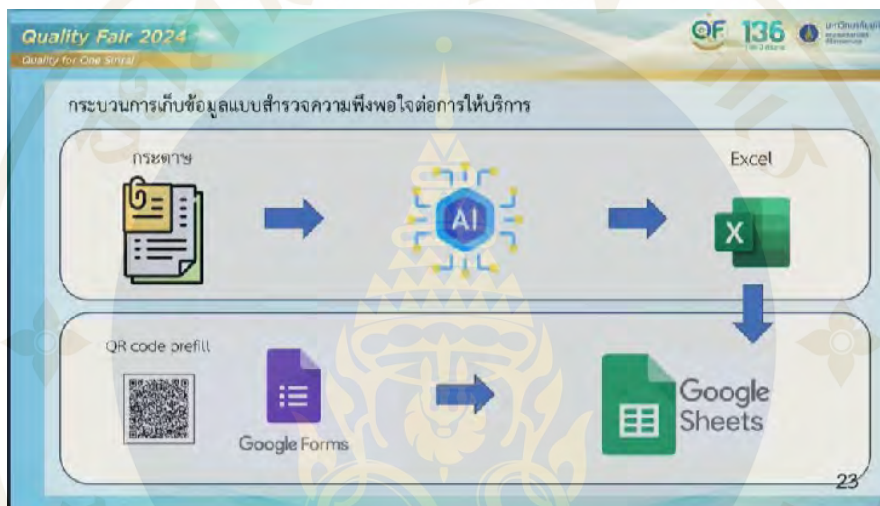 Quality Fair 2024
Quality for One Siriraj
QF 136
กระบวนการเก็บข้อมูลแบบสำรวจความพึงพอใจต่อการให้บริการ
กระดาษ
Excel
AI
X
QR code prefill
Google Forms
Google
Sheets
23